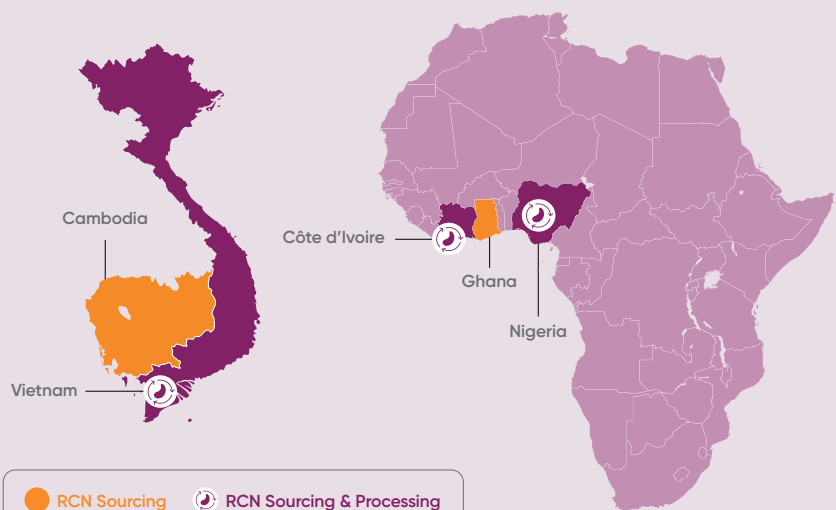 Cambodia
Vietnam
Côte d’Ivoire
Ghana
Nigeria
RCN Sourcing
RCN Sourcing & Processing